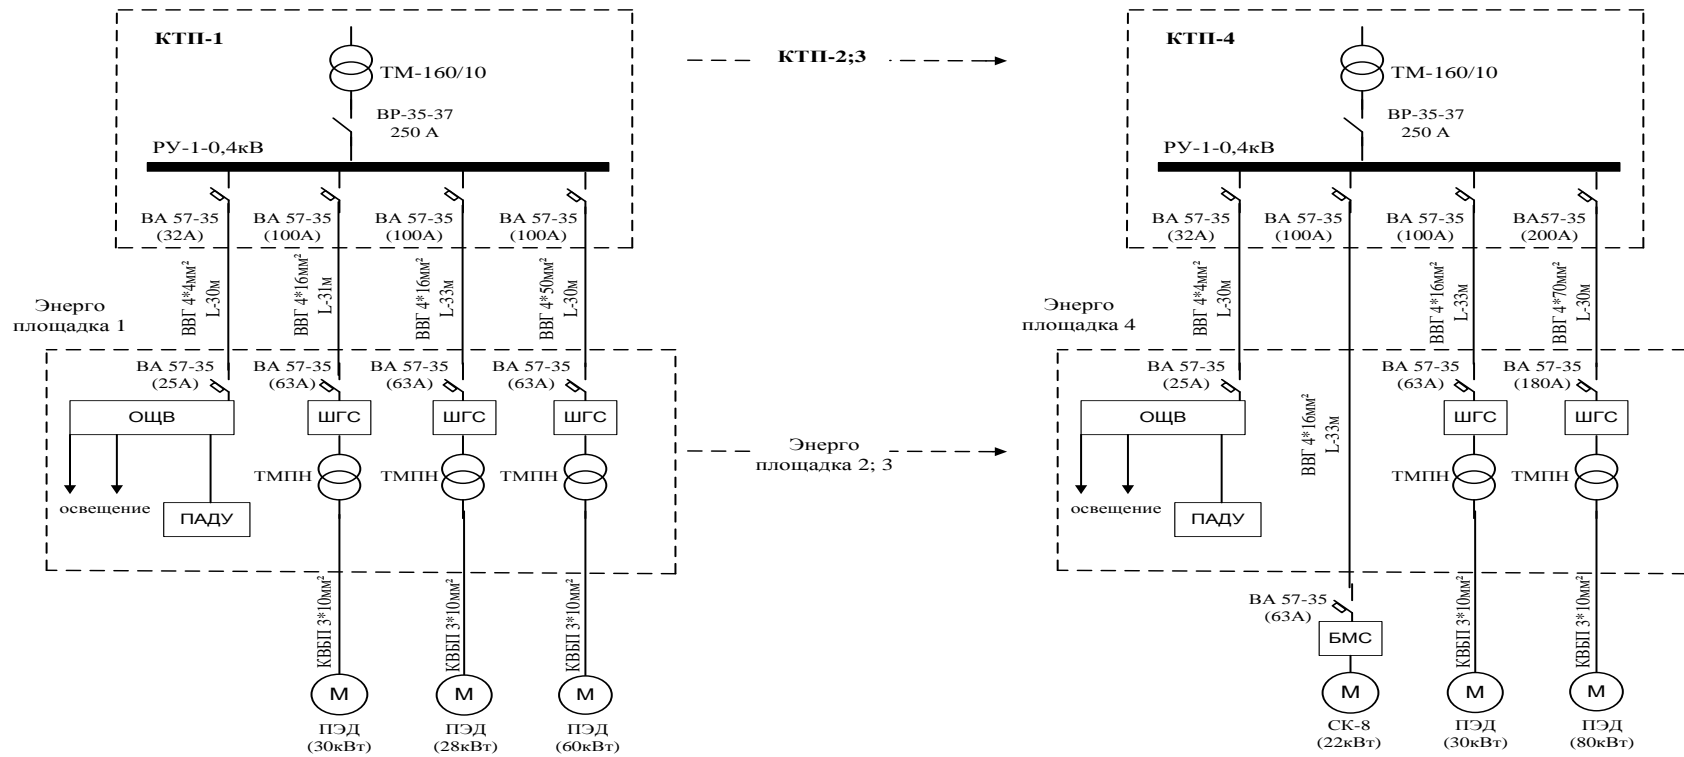 КТП-1
ТМ-160/10
ВР-35-37
250 А
РУ-1-0,4кВ
ВА 57-35
(32А)
ВА 57-35
(100А)
ВА 57-35
(100А)
ВА 57-35
(100А)
ВВГ 4*4мм²
L-30м
ВВГ 4*16мм²
L-31м
ВВГ 4*16мм²
L-33м
ВВГ 4*50мм²
L-30м
Энерго
площадка 1
ВА 57-35
(25А)
ВА 57-35
(63А)
ВА 57-35
(63А)
ВА 57-35
(63А)
ОЩВ
ШГС
ШГС
ШГС
ТМПН
ТМПН
ТМПН
освещение
ПАДУ
КВБП 3*10мм²
КВБП 3*10мм²
КВБП 3*10мм²
М
М
М
ПЭД
(30кВт)
ПЭД
(28кВт)
ПЭД
(60кВт)
КТП-2;3
Энерго
площадка 2; 3
КТП-4
ТМ-160/10
ВР-35-37
250 А
РУ-1-0,4кВ
ВА 57-35
(32А)
ВА 57-35
(100А)
ВА 57-35
(100А)
ВА57-35
(200А)
ВВГ 4*4мм²
L-30м
ВВГ 4*16мм²
L-33м
ВВГ 4*70мм²
L-30м
Энерго
площадка 4
ВА 57-35
(25А)
ВА 57-35
(63А)
ВА 57-35
(180А)
ОЩВ
ВВГ 4*16мм²
L-33м
ШГС
ШГС
ТМПН
ТМПН
освещение
ПАДУ
ВА 57-35
(63А)
БМС
КВБП 3*10мм²
КВБП 3*10мм²
М
М
М
СК-8
(22кВт)
ПЭД
(30кВт)
ПЭД
(80кВт)